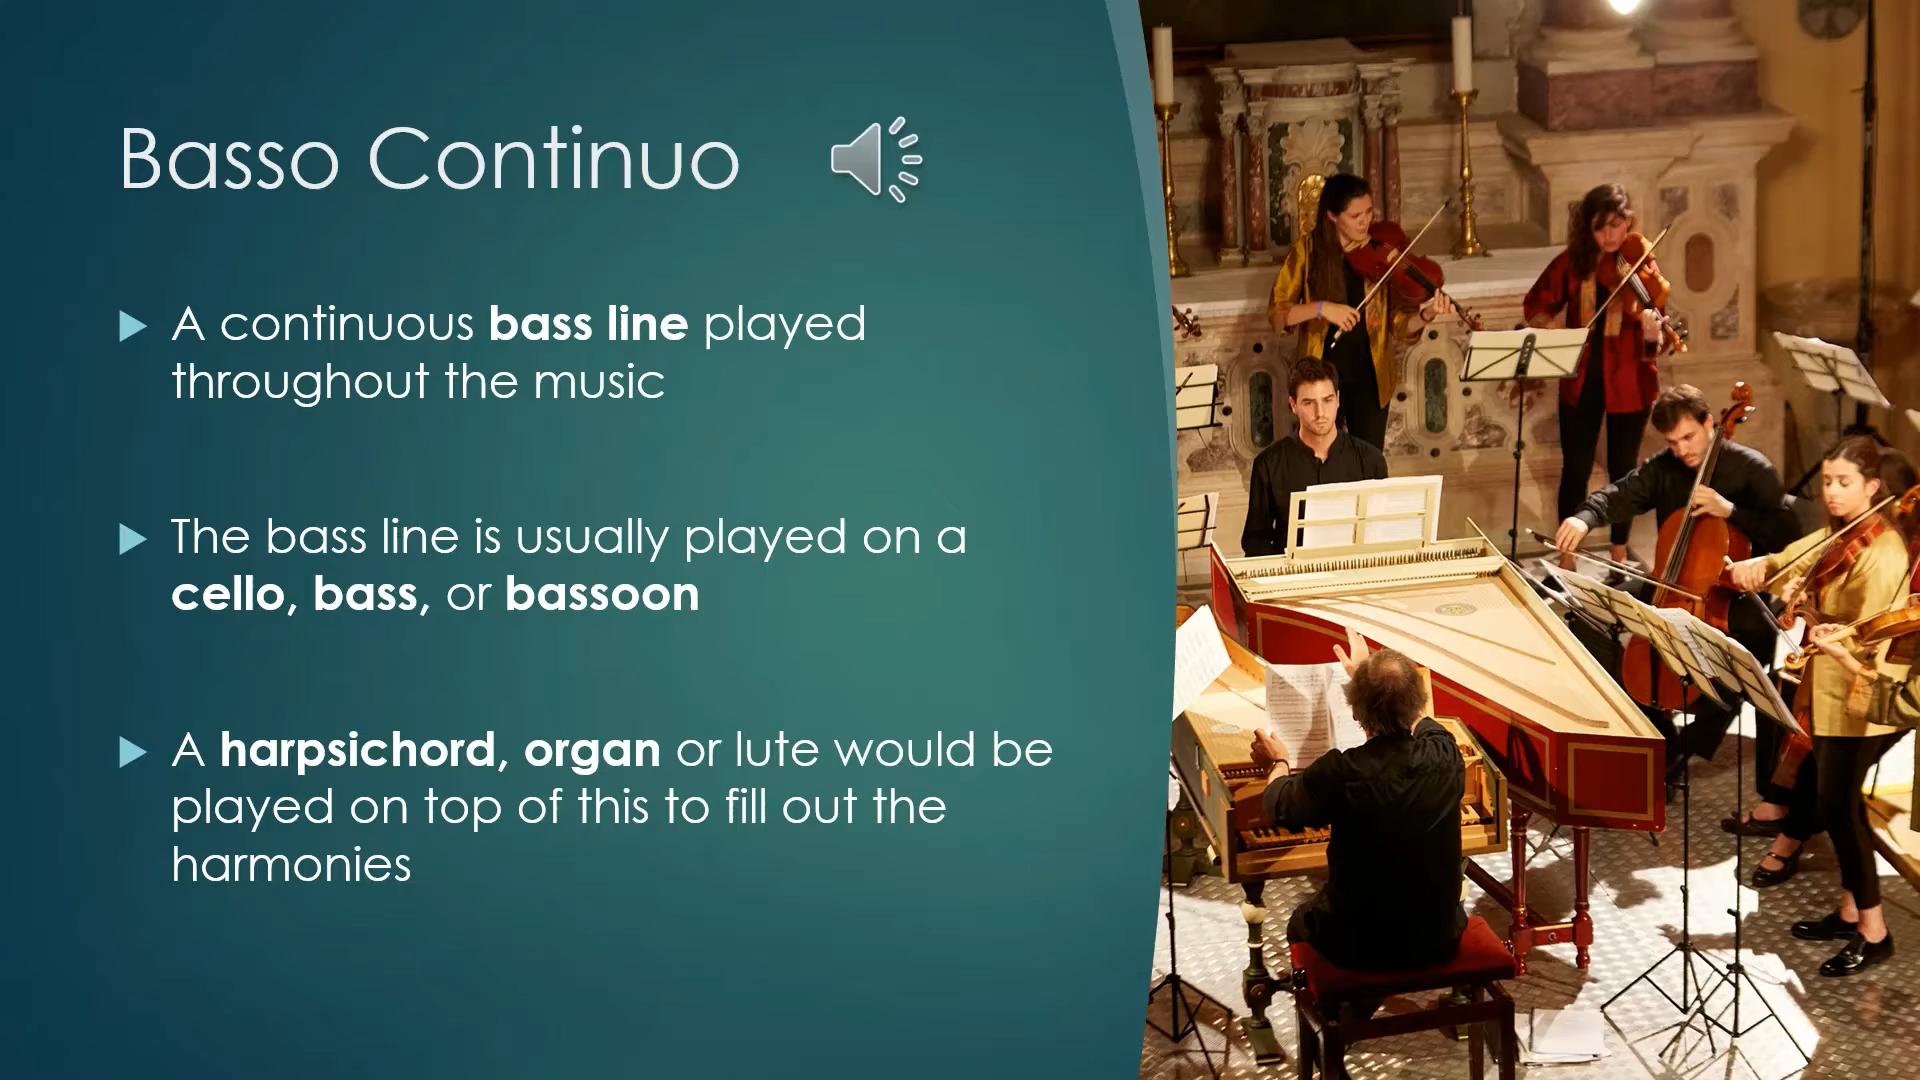 Basso Continuo
A continuous bass line played
throughout the music
The bass line is usually played on a
cello, bass, or bassoon
A harpsichord, organ or lute would be
played on top of this to fill out the
harmonies